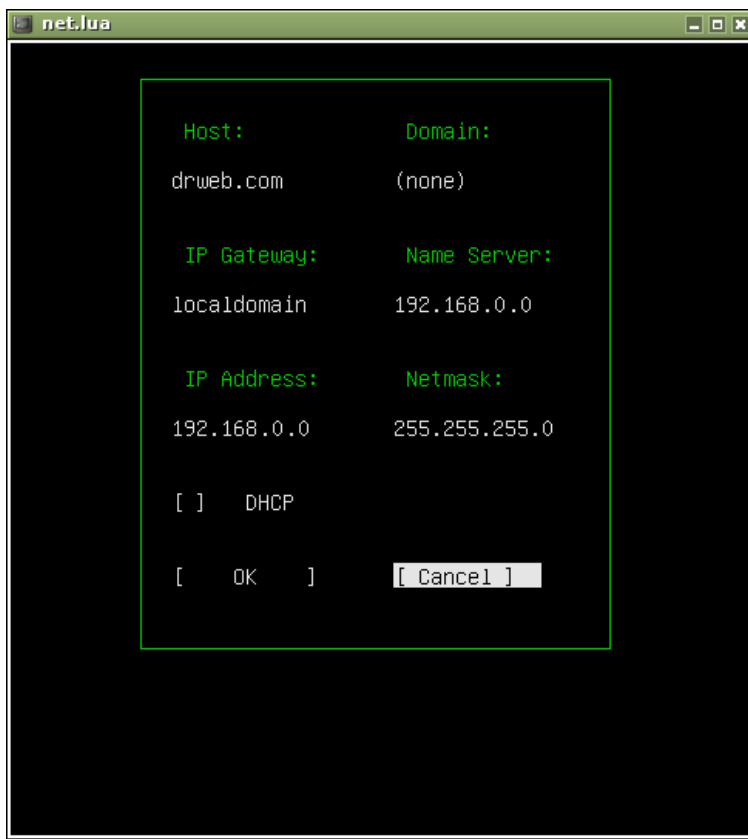 net.lua
Host: Domain:
drweb.com (none)
IP Gateway: Name Server:
localdomain 192.168.0.0
IP Address: Netmask:
192.168.0.0 255.255.255.0
[ ] DHCP
[ OK ] [ Cancel ]